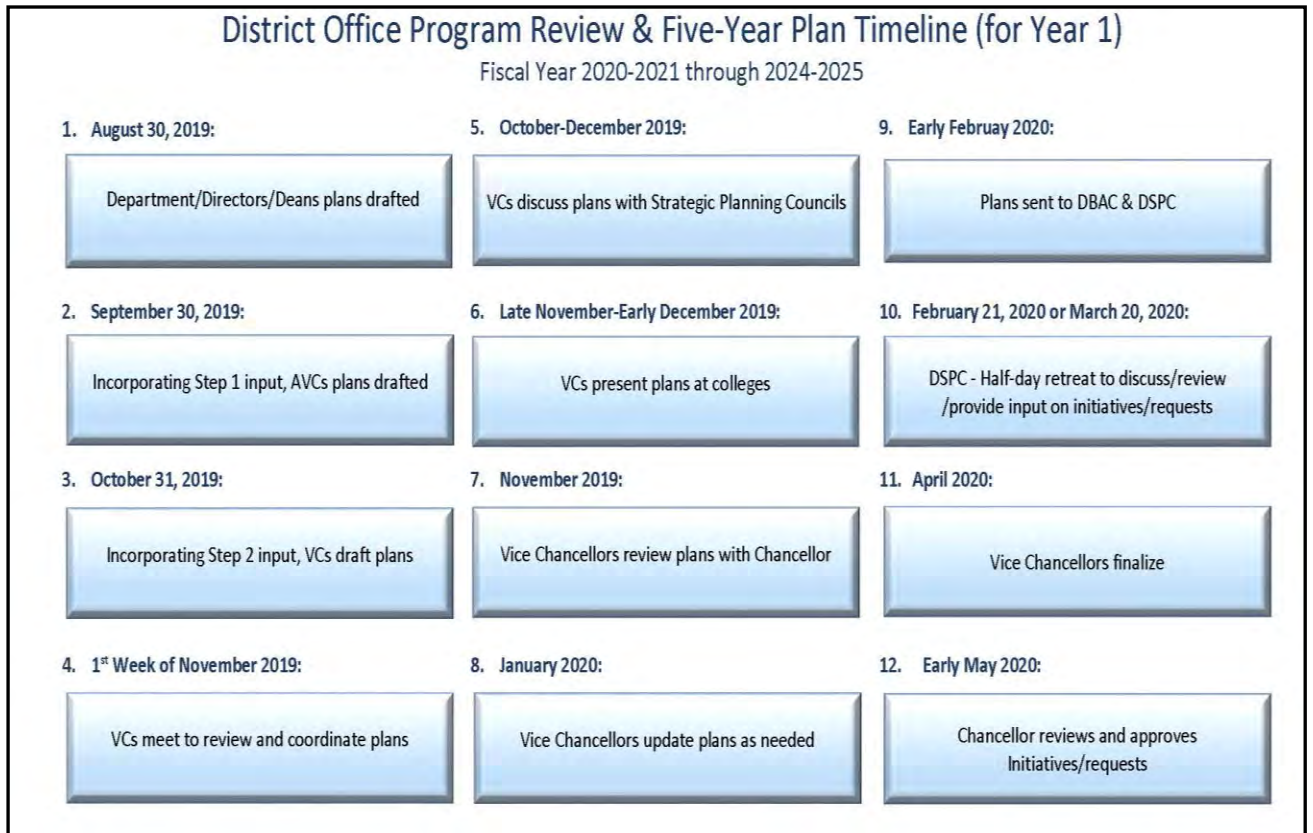 District Office Program Review & Five-Year Plan Timeline (for Year 1)
Fiscal Year 2020-2021 through 2024-2025
1. August 30, 2019:
Department/Directors/Deans plans drafted
2. September 30, 2019:
Incorporating Step 1 input, AVCs plans drafted
3. October 31, 2019:
Incorporating Step 2 input, VCs draft plans
4. 1st Week of November 2019:
VCs meet to review and coordinate plans
5. October-December 2019:
VCs discuss plans with Strategic Planning Councils
6. Late November-Early December 2019:
VCs present plans at colleges
7. November 2019:
Vice Chancellors review plans with Chancellor
8. January 2020:
Vice Chancellors update plans as needed
9. Early Februay 2020:
Plans sent to DBAC & DSPC
10. February 21, 2020 or March 20, 2020:
DSPC - Half-day retreat to discuss/review
/provide input on initiatives/requests
11. April 2020:
Vice Chancellors finalize
12. Early May 2020:
Chancellor reviews and approves
Initiatives/requests